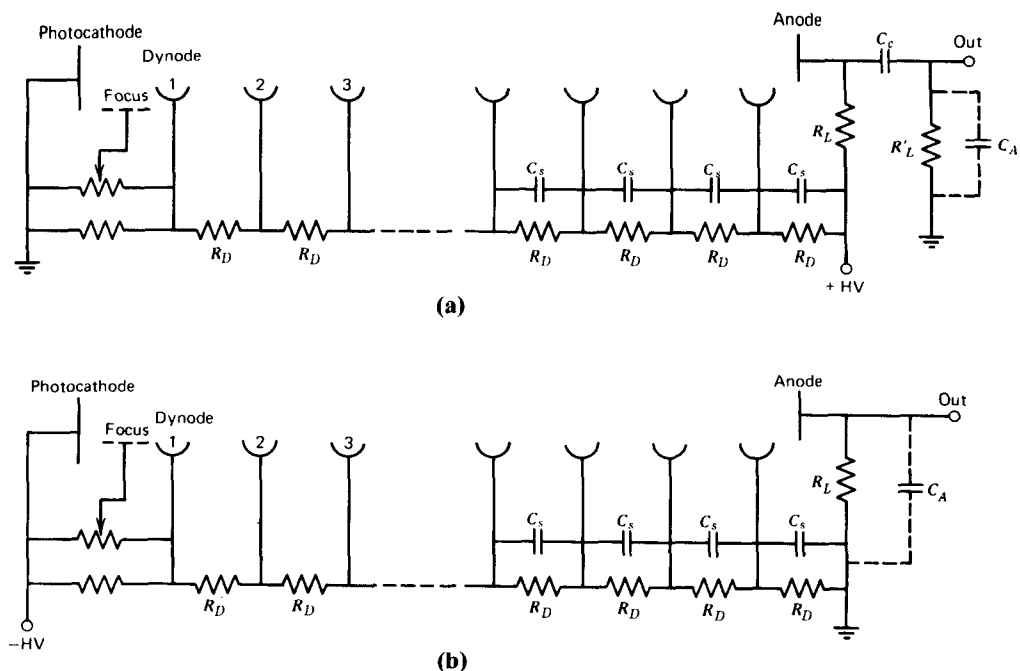 Photocathode
Dynode
Focus
1
2
3
Anode
C_c
Out
R_L
R'_L
C_A
C_s
C_s
C_s
C_s
R_D
R_D
R_D
R_D
R_D
R_D
+ HV
(a)
Photocathode
Dynode
Focus
1
2
3
Anode
Out
R_L
C_A
C_s
C_s
C_s
C_s
R_D
R_D
R_D
R_D
R_D
R_D
−HV
(b)